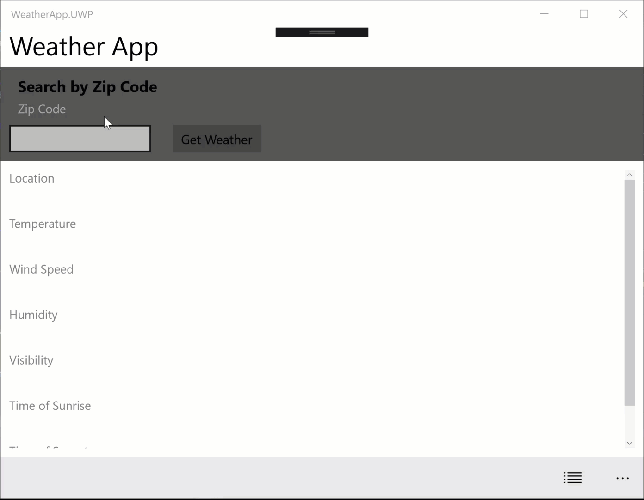 WeatherApp.UWP
Weather App
Search by Zip Code
Zip Code
Get Weather
Location
Temperature
Wind Speed
Humidity
Visibility
Time of Sunrise